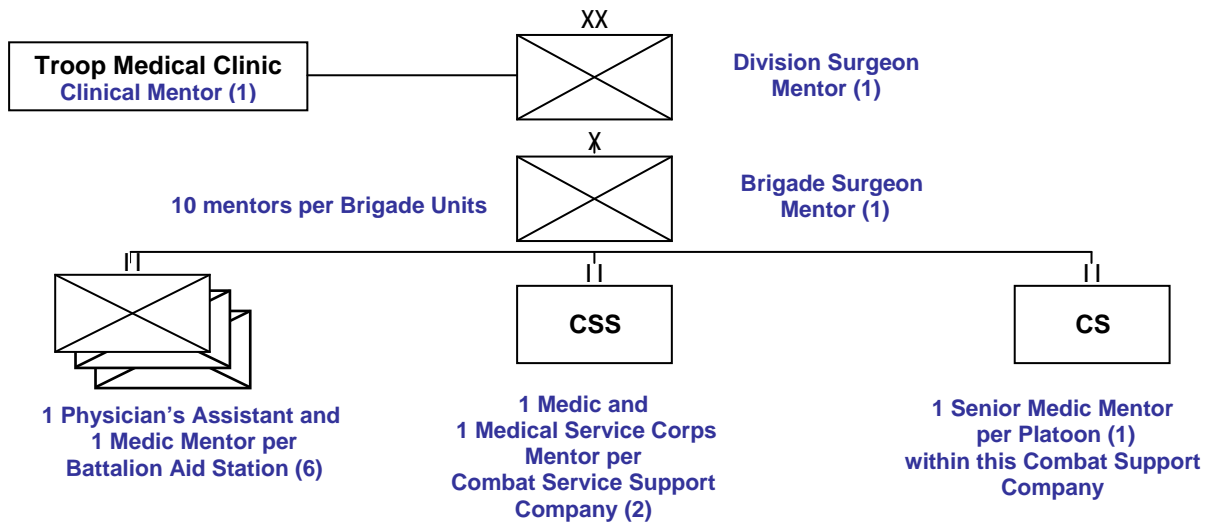 XX
Troop Medical Clinic
Clinical Mentor (1)
Division Surgeon
Mentor (1)
X
10 mentors per Brigade Units
Brigade Surgeon
Mentor (1)
II
II
II
CSS
CS
1 Physician's Assistant and
1 Medic Mentor per
Battalion Aid Station (6)
1 Medic and
1 Medical Service Corps
Mentor per
Combat Service Support
Company (2)
1 Senior Medic Mentor
per Platoon (1)
within this Combat Support
Company